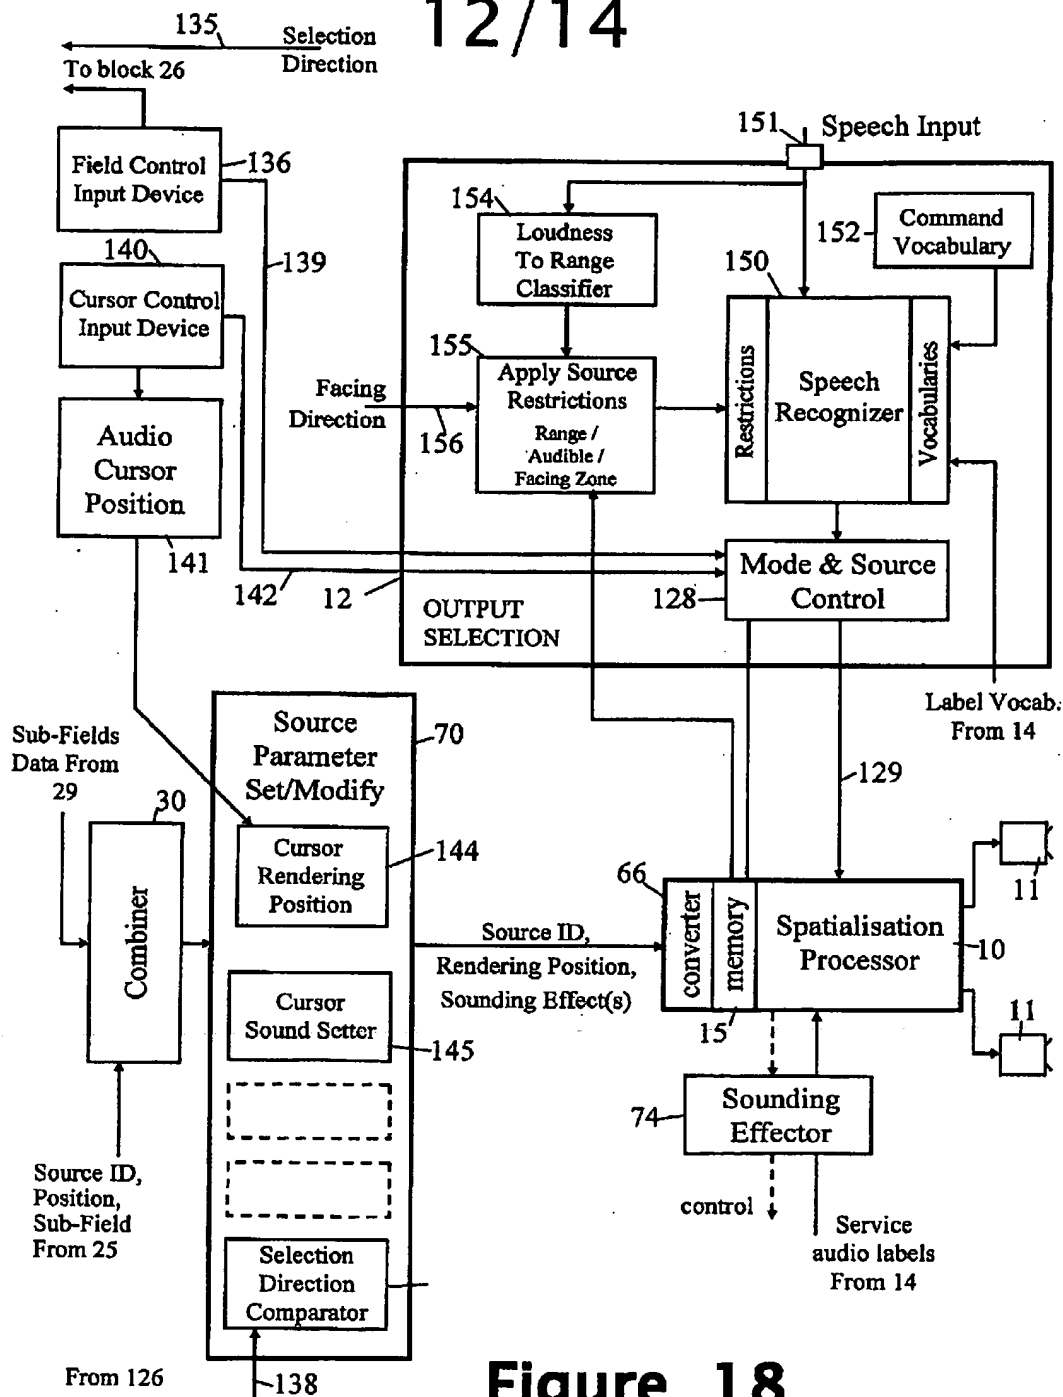 12/14
135
Selection
Direction
To block 26
Field Control
Input Device
136
140
139
Cursor Control
Input Device
Audio
Cursor
Position
141
142
12
151
Speech Input
154
Loudness
To Range
Classifier
152
Command
Vocabulary
150
155
Facing
Direction
156
Apply Source
Restrictions
Range /
Audible /
Facing Zone
Restrictions
Speech
Recognizer
Vocabularies
128
Mode & Source
Control
OUTPUT
SELECTION
Label Vocab.
From 14
129
Sub-Fields
Data From
29
30
Combiner
Source
Parameter
Set/Modify
70
Cursor
Rendering
Position
144
Cursor
Sound Setter
145
Source ID,
Rendering Position,
Sounding Effect(s)
66
converter
memory
15
Spatialisation
Processor
10
11
11
74
Sounding
Effector
control
Service
audio labels
From 14
Source ID,
Position,
Sub-Field
From 25
Selection
Direction
Comparator
From 126
138
Figure 18